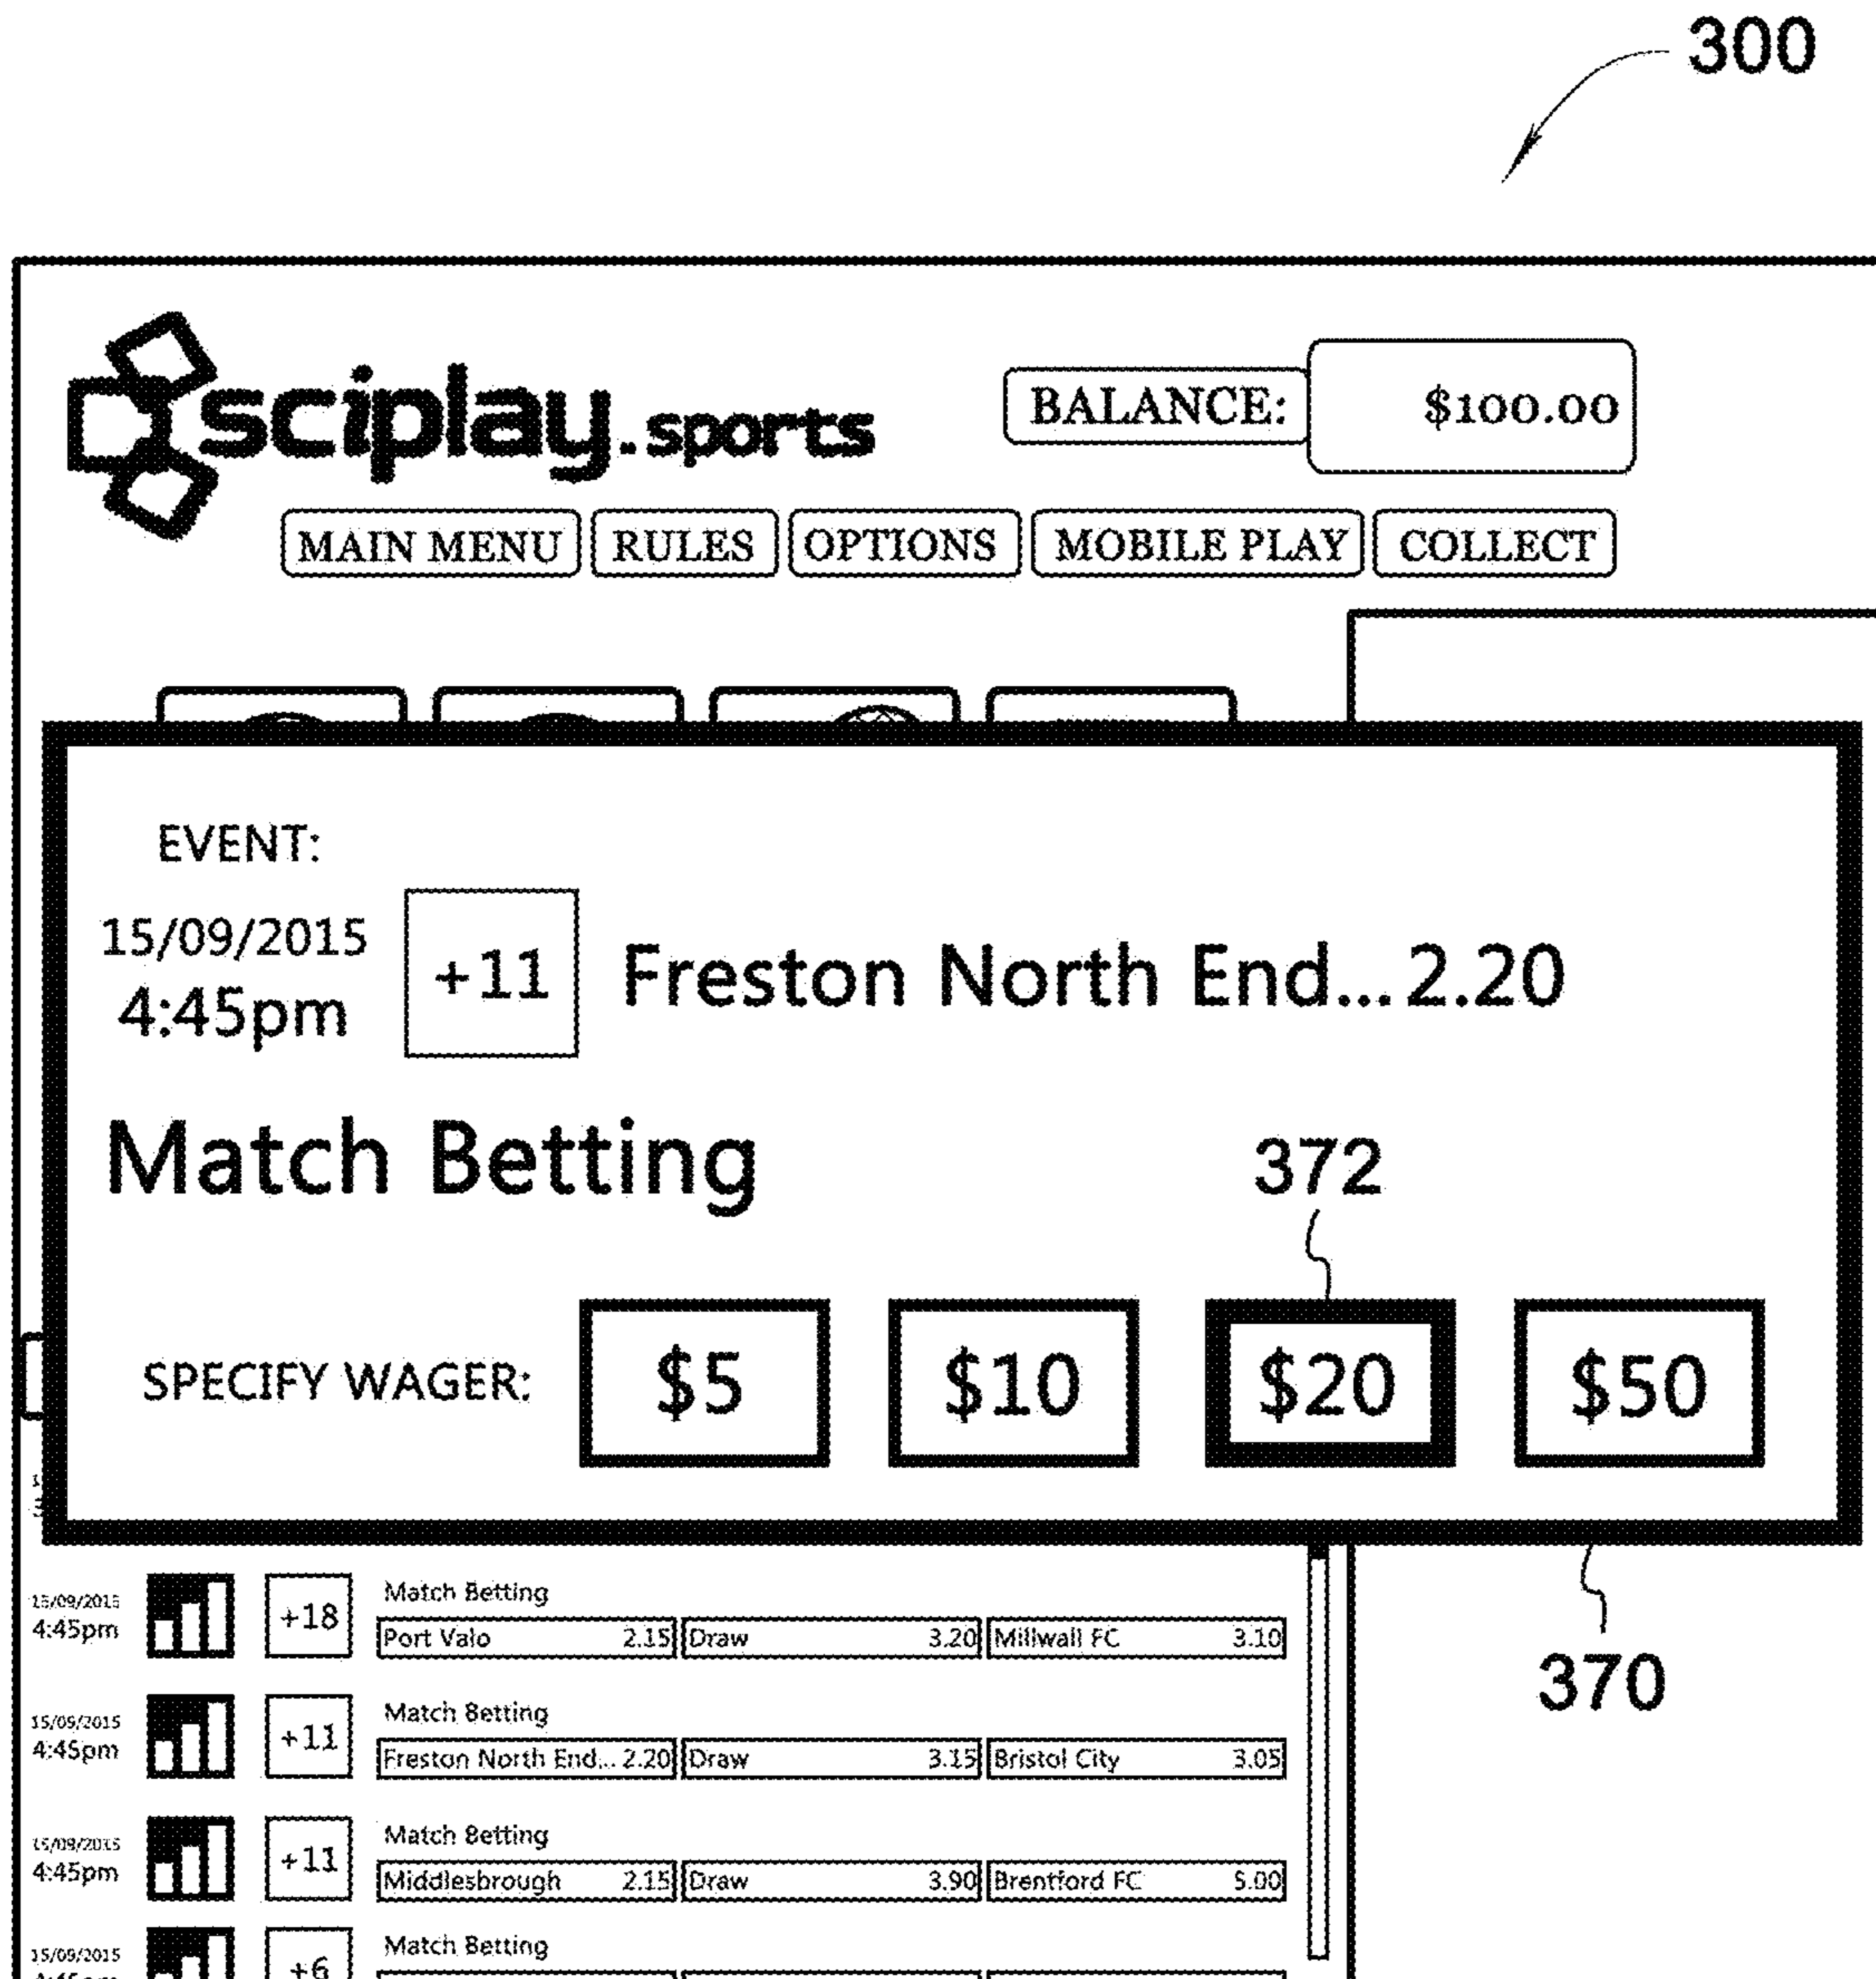 300
sciplay.sports
BALANCE: $100.00
MAIN MENU RULES OPTIONS MOBILE PLAY COLLECT
EVENT:
15/09/2015
4:45pm
+11
Freston North End... 2.20
Match Betting
372
SPECIFY WAGER: $5 $10 $20 $50
370
15/09/2015
4:45pm
+18
Match Betting
Port Valo 2.15 Draw 3.20 Millwall FC 3.10
15/09/2015
4:45pm
+11
Match Betting
Freston North End... 2.20 Draw 3.15 Bristol City 3.05
15/09/2015
4:45pm
+11
Match Betting
Middlesbrough 2.15 Draw 3.90 Brentford FC 5.00
15/09/2015
+6
Match Betting